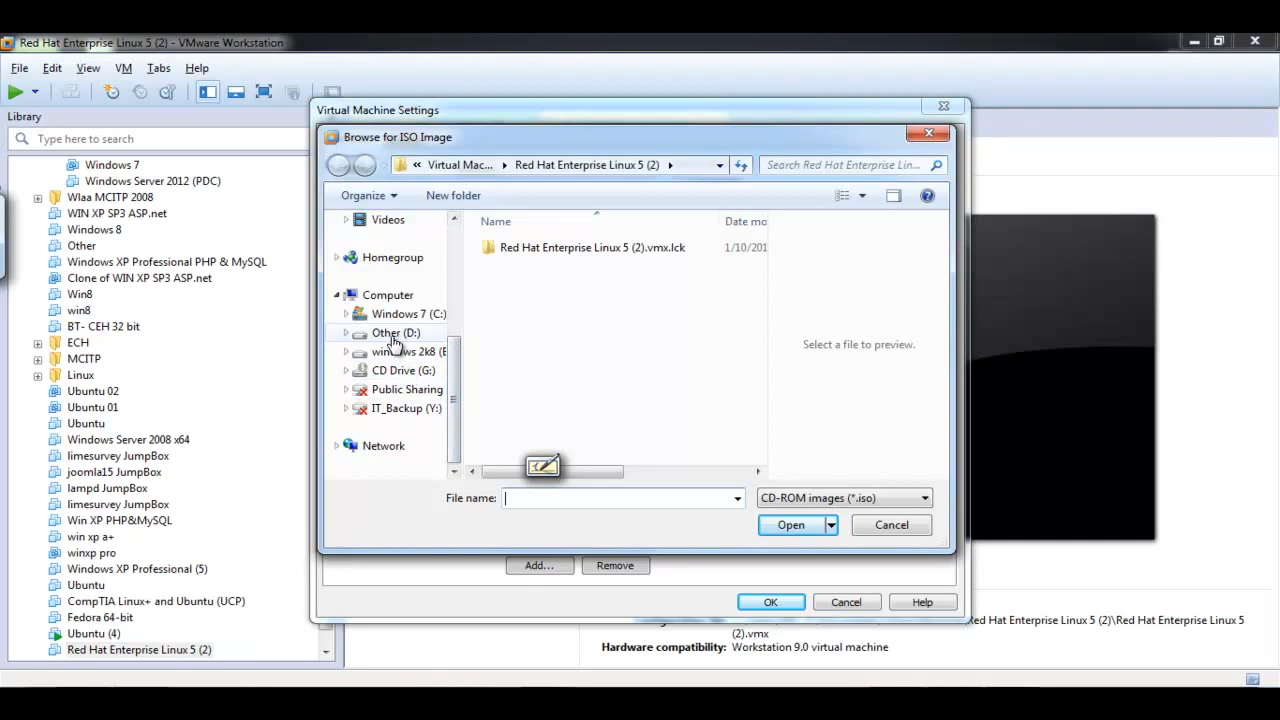 Red Hat Enterprise Linux 5 (2) - VMware Workstation
File Edit View VM Tabs Help
Library
Type here to search
Windows 7
Windows Server 2012 (PDC)
Wlaa MCITP 2008
WIN XP SP3 ASP.net
Windows 8
Other
Windows XP Professional PHP & MySQL
Clone of WIN XP SP3 ASP.net
Win8
win8
BT- CEH 32 bit
ECH
MCITP
Linux
Ubuntu 02
Ubuntu 01
Ubuntu
Windows Server 2008 x64
limesurvey JumpBox
joomla15 JumpBox
lampd JumpBox
limesurvey JumpBox
Win XP PHP&MySQL
win xp a+
winxp pro
Windows XP Professional (5)
Ubuntu
CompTIA Linux+ and Ubuntu (UCP)
Fedora 64-bit
Ubuntu (4)
Red Hat Enterprise Linux 5 (2)
Virtual Machine Settings
Browse for ISO Image
« Virtual Mac... Red Hat Enterprise Linux 5 (2)
Search Red Hat Enterprise Lin...
Organize New folder
Videos
Homegroup
Computer
Windows 7 (C:)
Other (D:)
windows 2k8 (E
CD Drive (G:)
Public Sharing
IT_Backup (Y:)
Network
Name Date mo
Red Hat Enterprise Linux 5 (2).vmx.lck 1/10/201
Select a file to preview.
File name: CD-ROM images (*.iso)
Open Cancel
Add... Remove
OK Cancel Help
Red Hat Enterprise Linux 5 (2)\Red Hat Enterprise Linux 5
(2).vmx
Hardware compatibility: Workstation 9.0 virtual machine